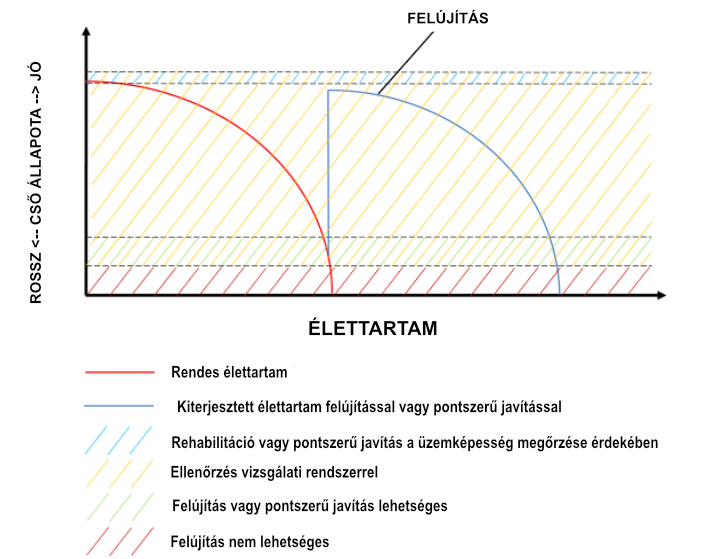 FELÚJÍTÁS
ROSSZ <-- CSŐ ÁLLAPOTA --> JÓ
ÉLETTARTAM
Rendes élettartam
Kiterjesztett élettartam felújítással vagy pontszerű javítással
Rehabilitáció vagy pontszerű javítás a üzemképesség megőrzése érdekében
Ellenőrzés vizsgálati rendszerrel
Felújítás vagy pontszerű javítás lehetséges
Felújítás nem lehetséges